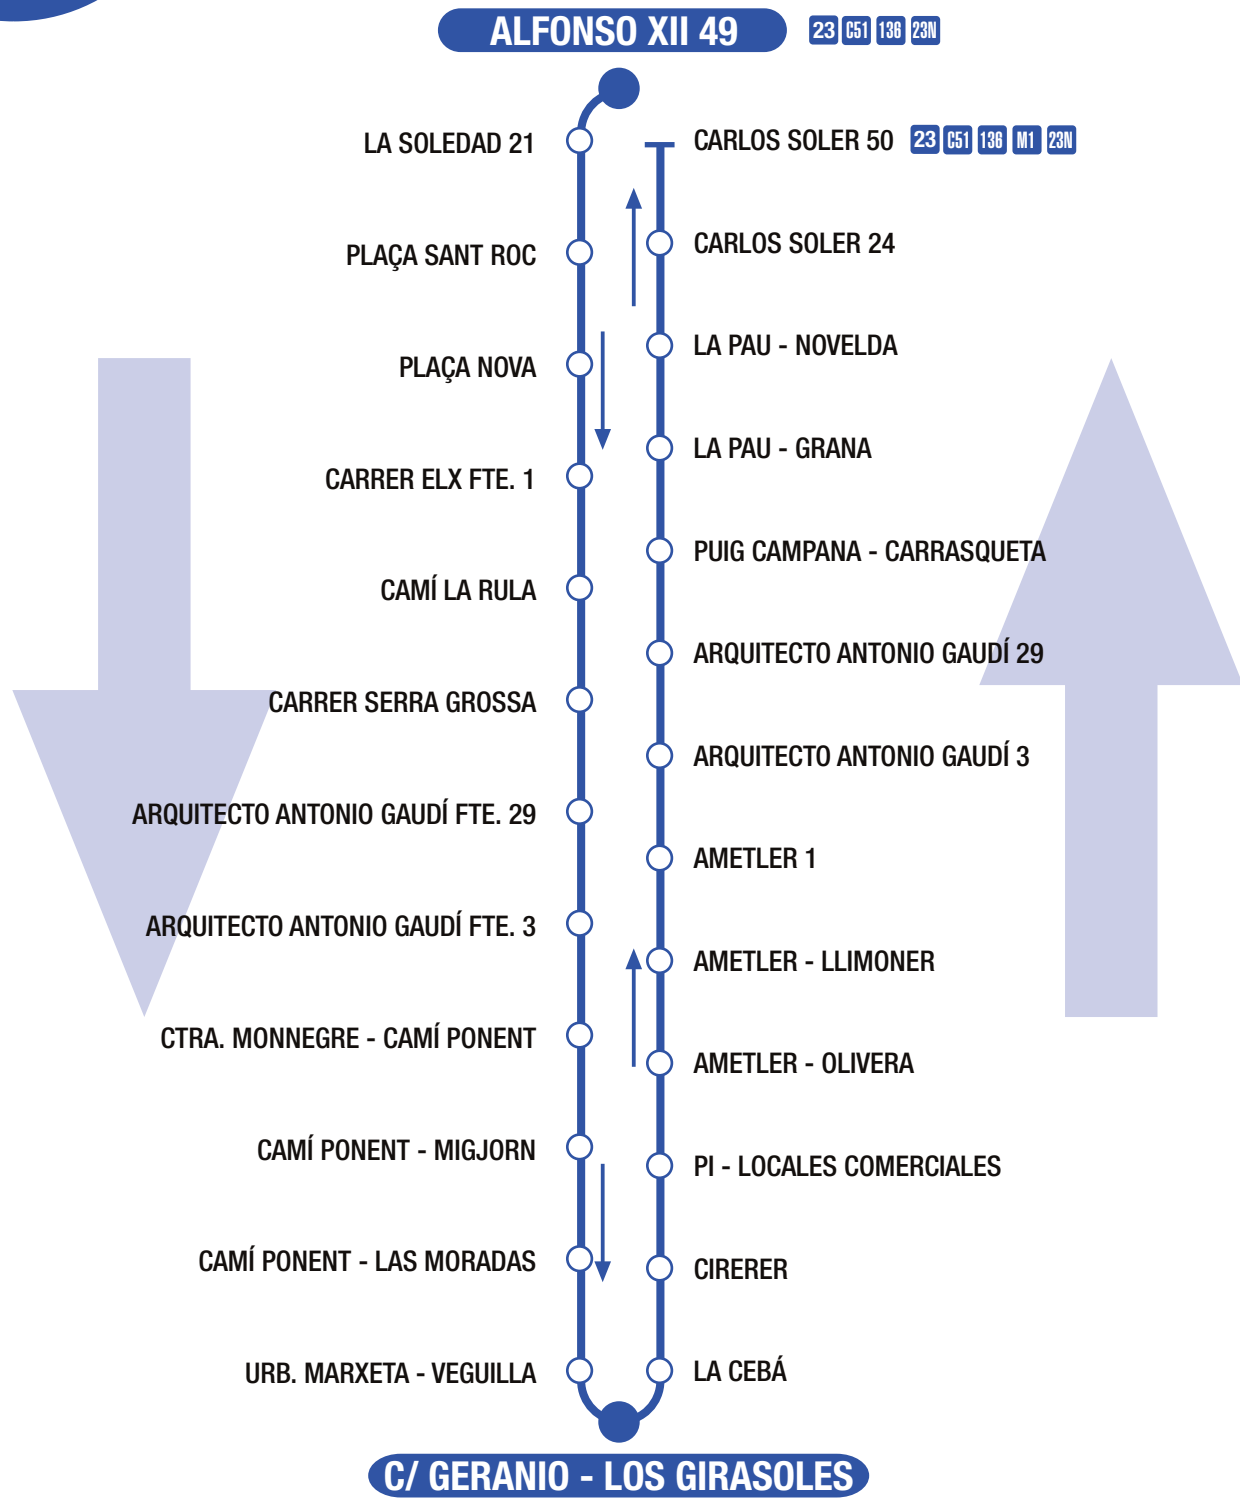 ALFONSO XII 49 23 C51 136 23N
LA SOLEDAD 21
PLAÇA SANT ROC
PLAÇA NOVA
CARRER ELX FTE. 1
CAMÍ LA RULA
CARRER SERRA GROSSA
ARQUITECTO ANTONIO GAUDÍ FTE. 29
ARQUITECTO ANTONIO GAUDÍ FTE. 3
CTRA. MONNEGRE - CAMÍ PONENT
CAMÍ PONENT - MIGJORN
CAMÍ PONENT - LAS MORADAS
URB. MARXETA - VEGUILLA
CARLOS SOLER 50 23 C51 136 M1 23N
CARLOS SOLER 24
LA PAU - NOVELDA
LA PAU - GRANA
PUIG CAMPANA - CARRASQUETA
ARQUITECTO ANTONIO GAUDÍ 29
ARQUITECTO ANTONIO GAUDÍ 3
AMETLER 1
AMETLER - LLIMONER
AMETLER - OLIVERA
PI - LOCALES COMERCIALES
CIRERER
LA CEBÁ
C/ GERANIO - LOS GIRASOLES